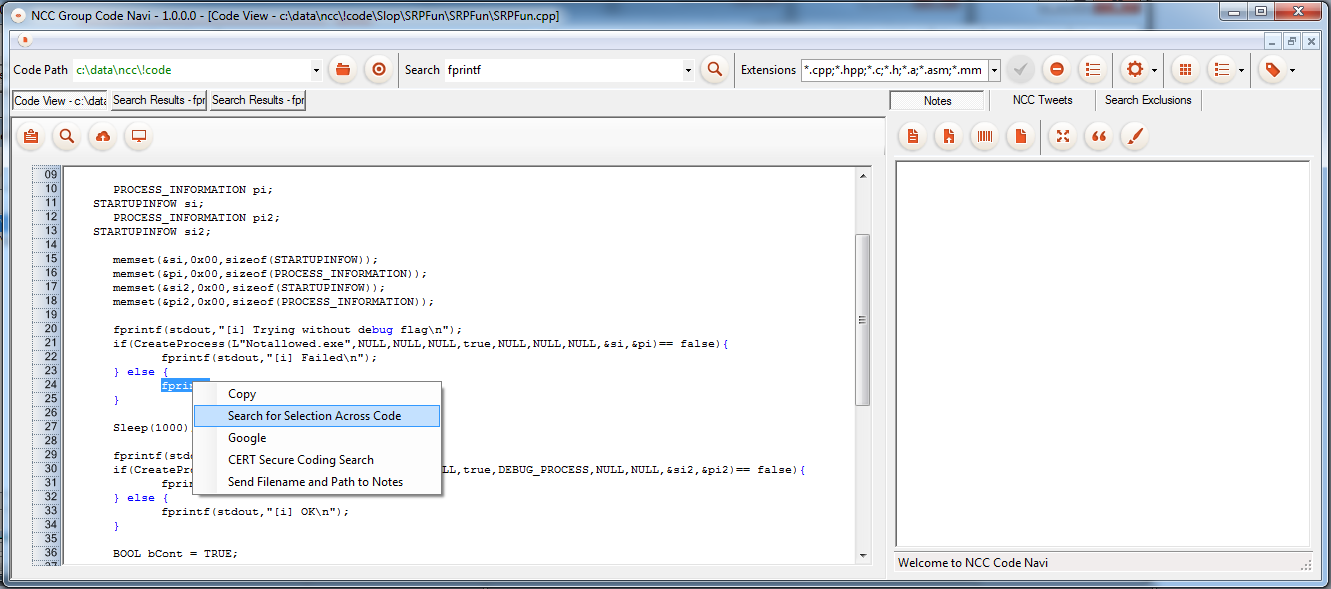 NCC Group Code Navi - 1.0.0.0 - [Code View - c:\data\ncc\!code\Slop\SRPFun\SRPFun\SRPFun.cpp]
Code Path c:\data\ncc\!code Search fprintf Extensions *.cpp;*.hpp;*.c;*.h;*.a;*.asm;*.mm
Code View - c:\data Search Results - fpr Search Results - fpr Notes NCC Tweets Search Exclusions
09
10 PROCESS_INFORMATION pi;
11 STARTUPINFOW si;
12 PROCESS_INFORMATION pi2;
13 STARTUPINFOW si2;
14
15 memset(&si,0x00,sizeof(STARTUPINFOW));
16 memset(&pi,0x00,sizeof(PROCESS_INFORMATION));
17 memset(&si2,0x00,sizeof(STARTUPINFOW));
18 memset(&pi2,0x00,sizeof(PROCESS_INFORMATION));
19
20 fprintf(stdout,"[i] Trying without debug flag\n");
21 if(CreateProcess(L"Notallowed.exe",NULL,NULL,NULL,true,NULL,NULL,NULL,&si,&pi)== false){
22 fprintf(stdout,"[i] Failed\n");
23 } else {
24 fprin
25 }
26
27 Sleep(1000)
28
29 fprintf(std
30 if(CreatePr LL,true,DEBUG_PROCESS,NULL,NULL,&si2,&pi2)== false){
31 fprin
32 } else {
33 fprintf(stdout,"[i] OK\n");
34 }
35
36 BOOL bCont = TRUE;
37
Copy
Search for Selection Across Code
Google
CERT Secure Coding Search
Send Filename and Path to Notes
Welcome to NCC Code Navi